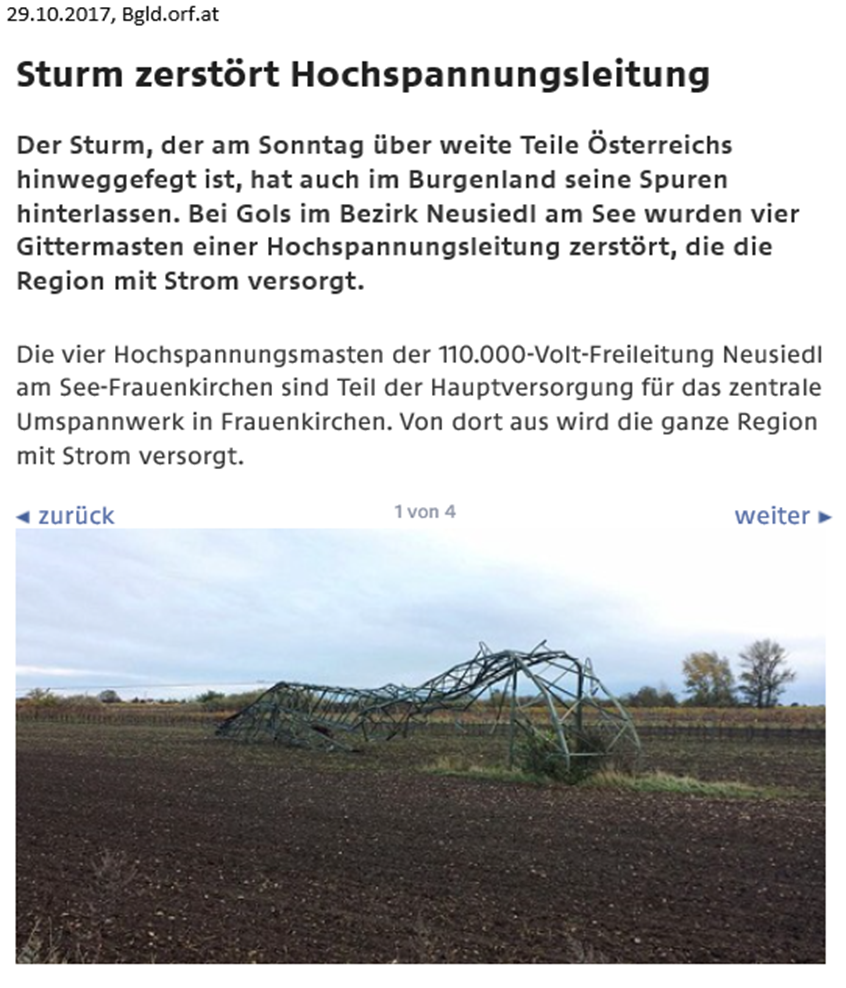 29.10.2017, Bgld.orf.at
Sturm zerstört Hochspannungsleitung
Der Sturm, der am Sonntag über weite Teile Österreichs
hinweggefegt ist, hat auch im Burgenland seine Spuren
hinterlassen. Bei Gols im Bezirk Neusiedl am See wurden vier
Gittermasten einer Hochspannungsleitung zerstört, die die
Region mit Strom versorgt.
Die vier Hochspannungsmasten der 110.000-Volt-Freileitung Neusiedl
am See-Frauenkirchen sind Teil der Hauptversorgung für das zentrale
Umspannwerk in Frauenkirchen. Von dort aus wird die ganze Region
mit Strom versorgt.
◄ zurück 1 von 4 weiter ►